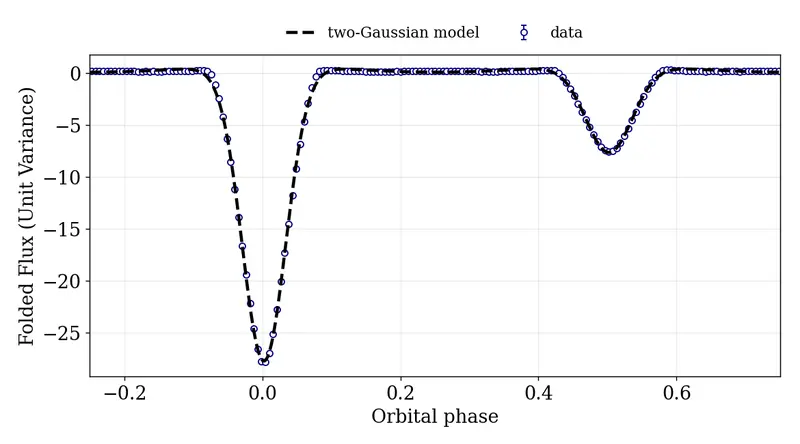 two-Gaussian model
data
Folded Flux (Unit Variance)
0
−5
−10
−15
−20
−25
−0.2
0.0
0.2
0.4
0.6
Orbital phase